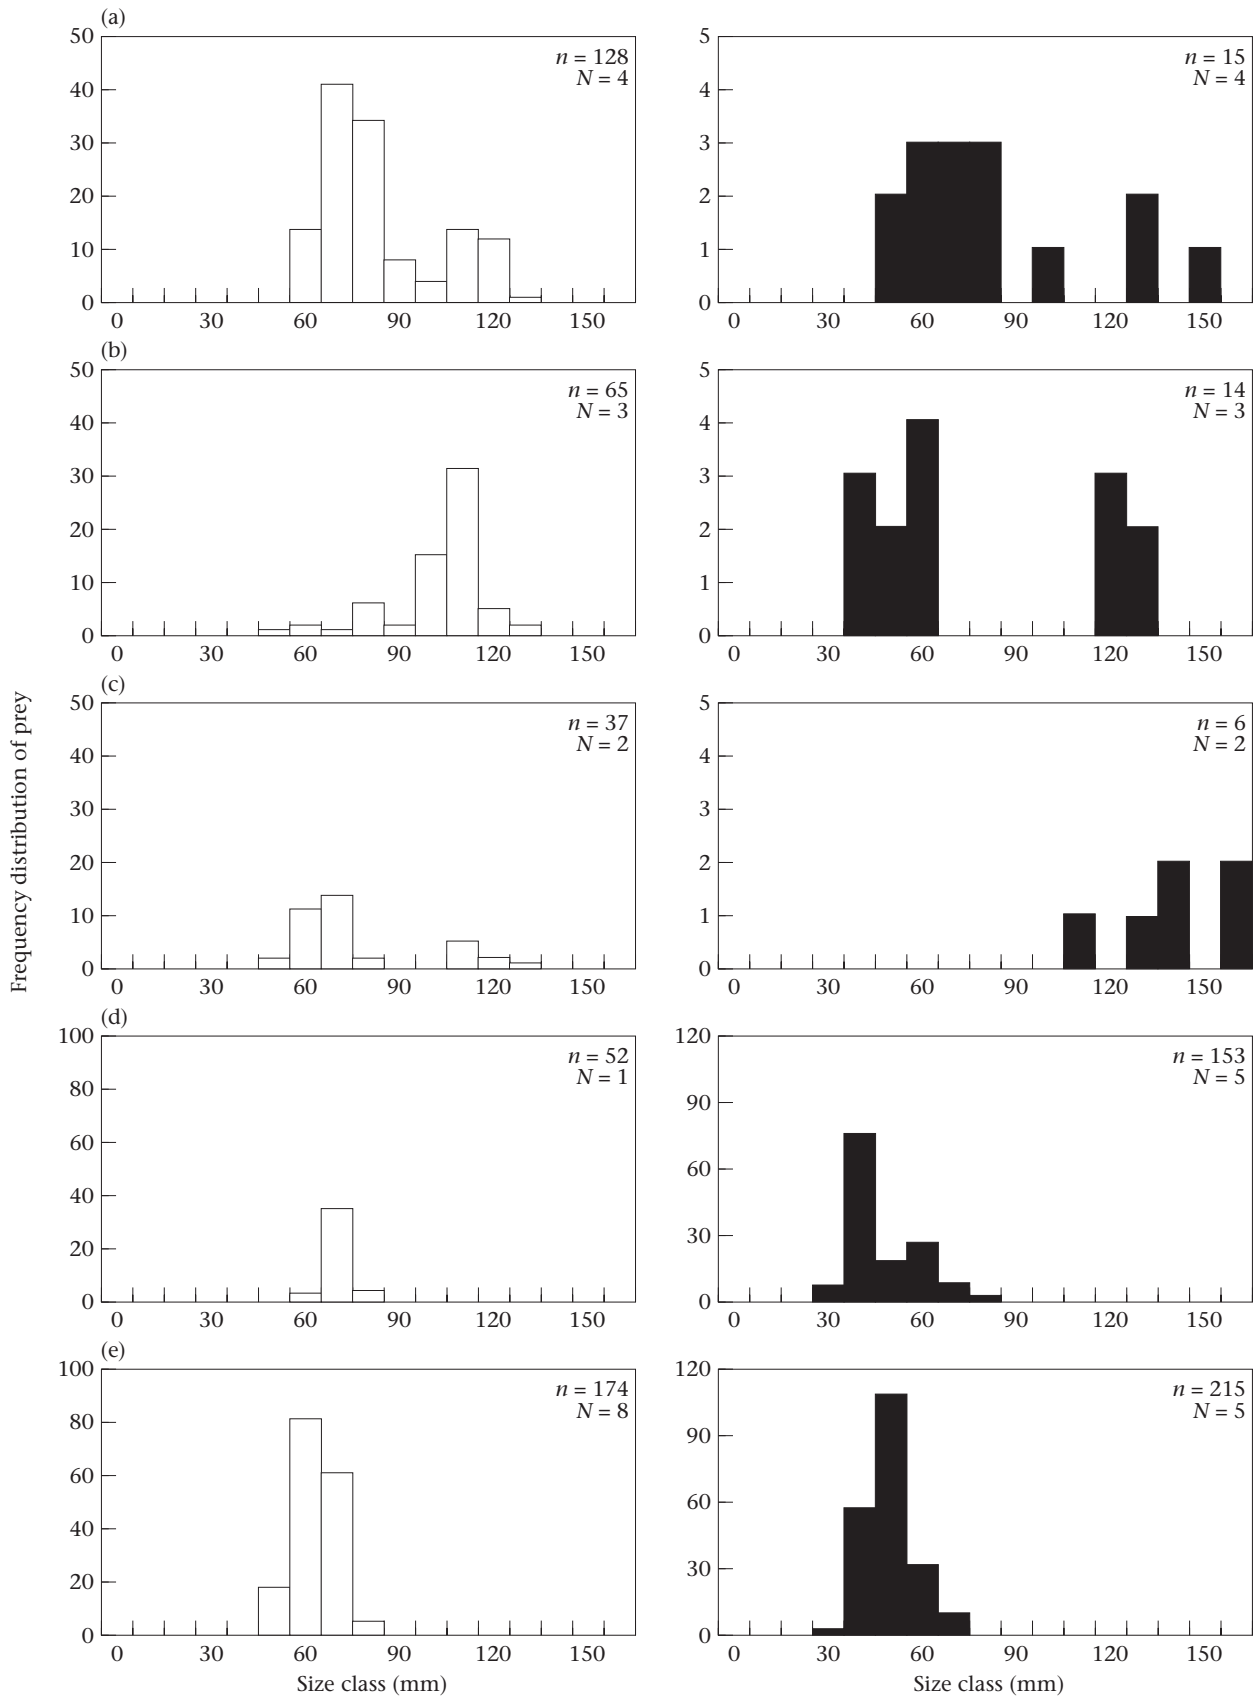 (a)
50
40
30
20
10
0
n = 128
N = 4
0 30 60 90 120 150
5
4
3
2
1
0
n = 15
N = 4
0 30 60 90 120 150
(b)
50
40
30
20
10
0
n = 65
N = 3
0 30 60 90 120 150
5
4
3
2
1
0
n = 14
N = 3
0 30 60 90 120 150
Frequency distribution of prey
(c)
50
40
30
20
10
0
n = 37
N = 2
0 30 60 90 120 150
5
4
3
2
1
0
n = 6
N = 2
0 30 60 90 120 150
(d)
100
80
60
40
20
0
n = 52
N = 1
0 30 60 90 120 150
120
90
60
30
0
n = 153
N = 5
0 30 60 90 120 150
(e)
100
80
60
40
20
0
n = 174
N = 8
0 30 60 90 120 150
Size class (mm)
120
90
60
30
0
n = 215
N = 5
0 30 60 90 120 150
Size class (mm)